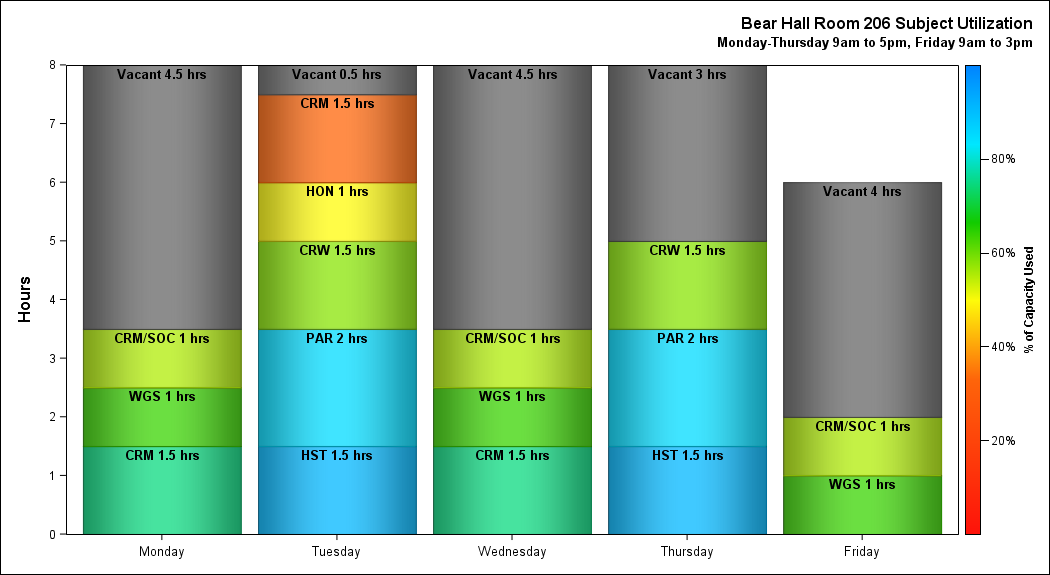 Bear Hall Room 206 Subject Utilization
Monday-Thursday 9am to 5pm, Friday 9am to 3pm
Hours
8
7
6
5
4
3
2
1
0
Vacant 4.5 hrs
CRM/SOC 1 hrs
WGS 1 hrs
CRM 1.5 hrs
Monday
Vacant 0.5 hrs
CRM 1.5 hrs
HON 1 hrs
CRW 1.5 hrs
PAR 2 hrs
HST 1.5 hrs
Tuesday
Vacant 4.5 hrs
CRM/SOC 1 hrs
WGS 1 hrs
CRM 1.5 hrs
Wednesday
Vacant 3 hrs
CRW 1.5 hrs
PAR 2 hrs
HST 1.5 hrs
Thursday
Vacant 4 hrs
CRM/SOC 1 hrs
WGS 1 hrs
Friday
80%
60%
40%
20%
% of Capacity Used